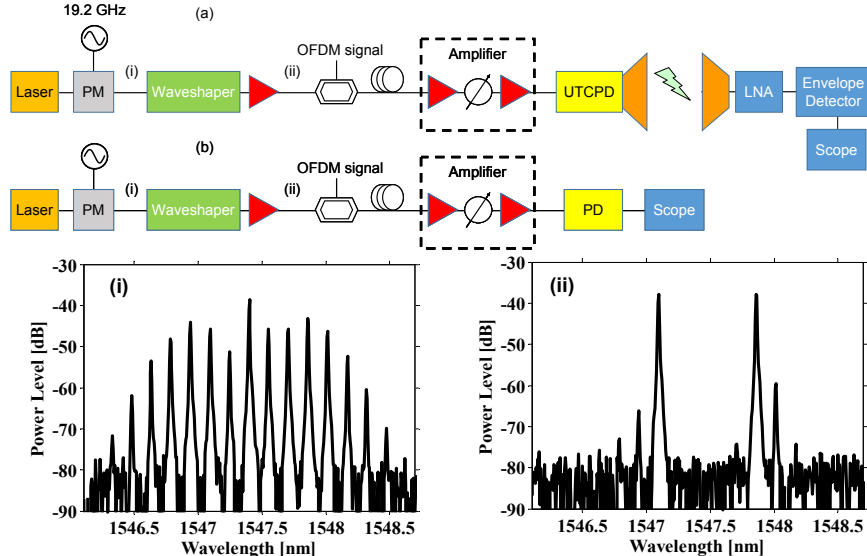 19.2 GHz
(a)
OFDM signal
Amplifier
(i)
(ii)
Laser
PM
Waveshaper
UTCPD
LNA
Envelope
Detector
Scope
(b)
OFDM signal
Amplifier
(i)
(ii)
Laser
PM
Waveshaper
PD
Scope
-30
-40
-50
-60
-70
-80
-90
Power Level [dB]
(i)
1546.5
1547
1547.5
1548
1548.5
Wavelength [nm]
-30
-40
-50
-60
-70
-80
-90
Power Level [dB]
(ii)
1546.5
1547
1547.5
1548
1548.5
Wavelength [nm]